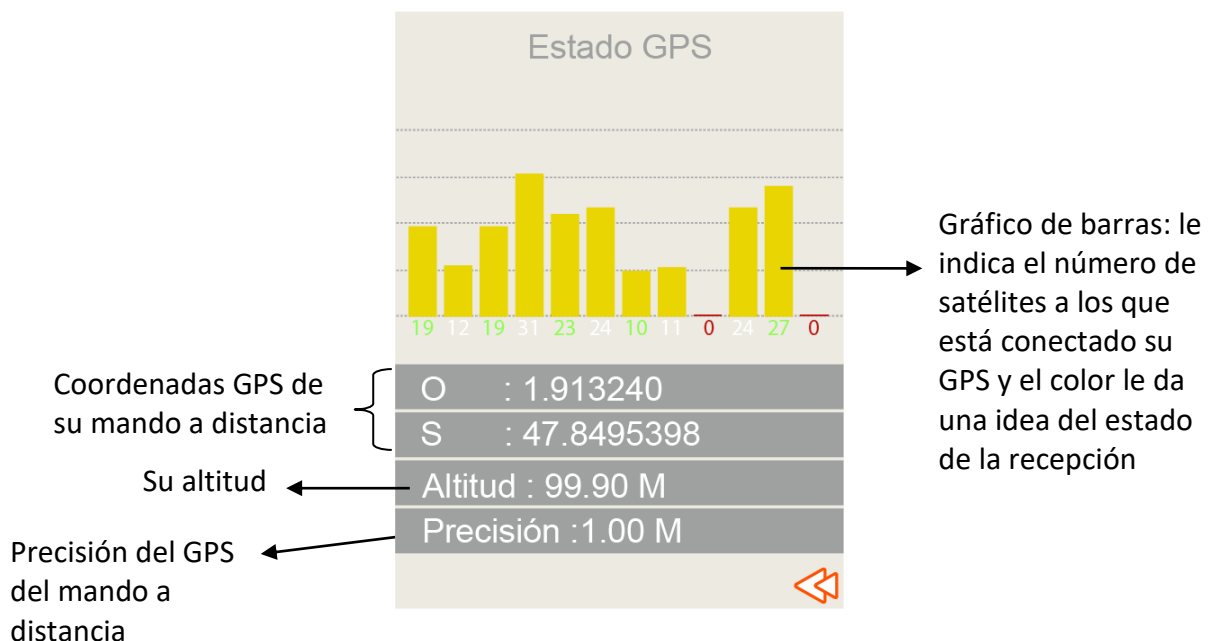 Estado GPS
19 12 19 31 23 24 10 11 0 24 27 0
Gráfico de barras: le
indica el número de
satélites a los que
está conectado su
GPS y el color le da
una idea del estado
de la recepción
Coordenadas GPS de
su mando a distancia
O : 1.913240
S : 47.8495398
Su altitud
Altitud : 99.90 M
Precisión :1.00 M
Precisión del GPS
del mando a
distancia